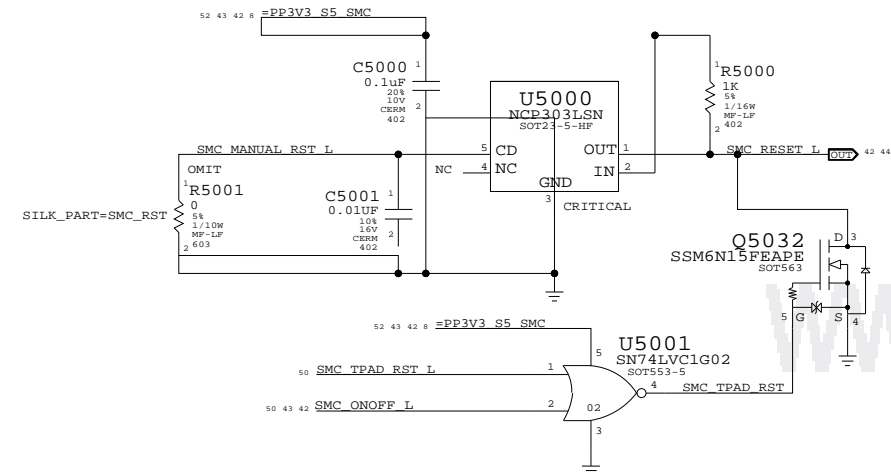 52 43 42 8 =PP3V3_S5_SMC
C5000 1
0.1uF
20%
10V
CERM 2
402
U5000
NCP303LSN
SOT23-5-HF
1 R5000
1K
5%
1/16W
MF-LF
2 402
SMC_MANUAL_RST_L
5 CD
OUT 1
SMC_RESET_L OUT 42 44
NC 4 NC
IN 2
GND
3
CRITICAL
OMIT
1 R5001
0
5%
1/10W
MF-LF
2 603
SILK_PART=SMC_RST
C5001 1
0.01UF
10%
16V
CERM 2
402
Q5032 D 3
SSM6N15FEAPE
SOT563
5 G S 4
W
52 43 42 8 =PP3V3_S5_SMC
5
U5001
SN74LVC1G02
SOT553-5
50 SMC_TPAD_RST_L 1
4 SMC_TPAD_RST
50 43 42 SMC_ONOFF_L 2
02
3